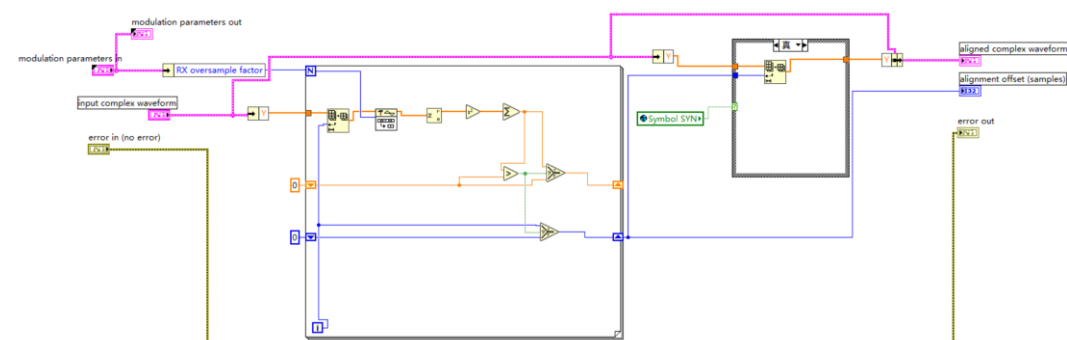 modulation parameters out
modulation parameters in
RX oversample factor
N
input complex waveform
Y
error in (no error)
0
0
i
Y
真
Symbol SYN
Y
aligned complex waveform
alignment offset (samples)
I32
error out